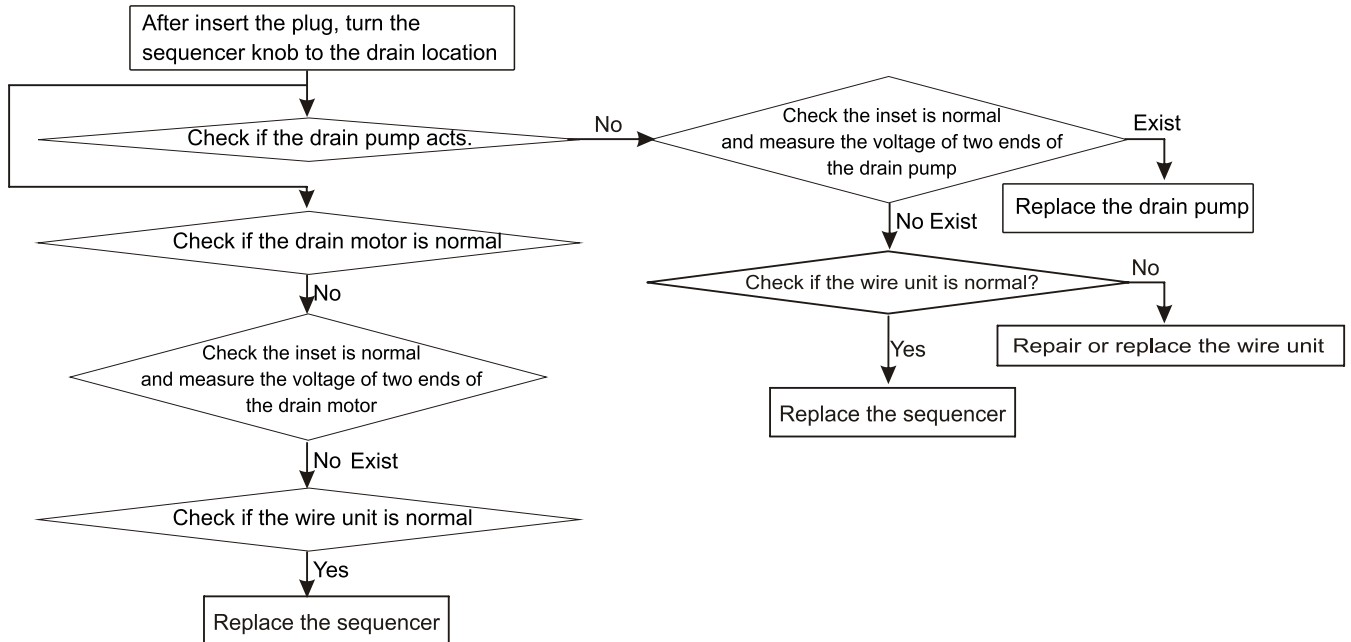 After insert the plug, turn the
sequencer knob to the drain location
Check if the drain pump acts.
No
Check the inset is normal
and measure the voltage of two ends of
the drain pump
Exist
Replace the drain pump
No Exist
Check if the wire unit is normal?
No
Repair or replace the wire unit
Yes
Replace the sequencer
Check if the drain motor is normal
No
Check the inset is normal
and measure the voltage of two ends of
the drain motor
No Exist
Check if the wire unit is normal
Yes
Replace the sequencer